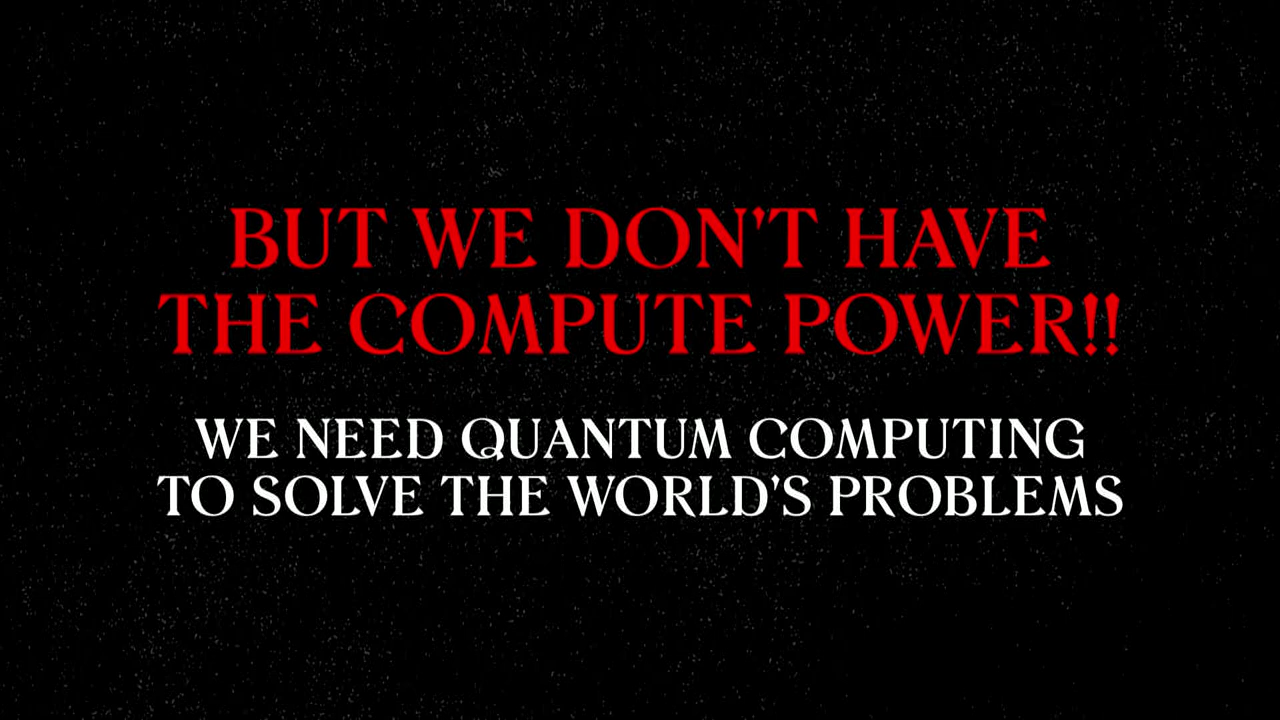 BUT WE DON'T HAVE
THE COMPUTE POWER!!
WE NEED QUANTUM COMPUTING
TO SOLVE THE WORLD'S PROBLEMS